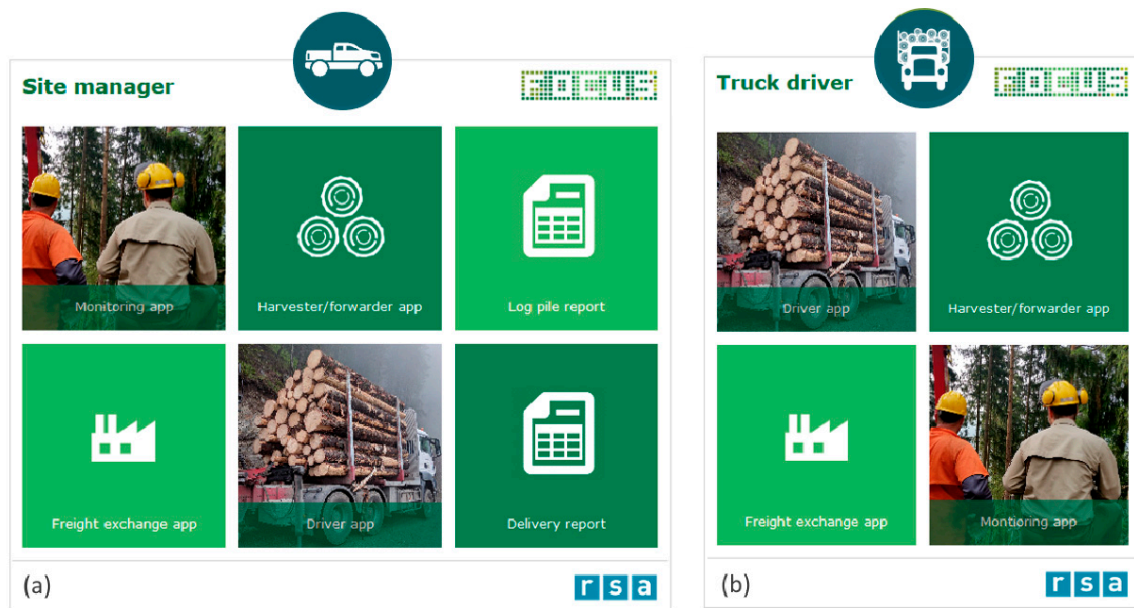 Site manager
FOCUS
Monitoring app
Harvester/forwarder app
Log pile report
Freight exchange app
Driver app
Delivery report
(a)
rsa
Truck driver
FOCUS
Driver app
Harvester/forwarder app
Freight exchange app
Montioring app
(b)
rsa